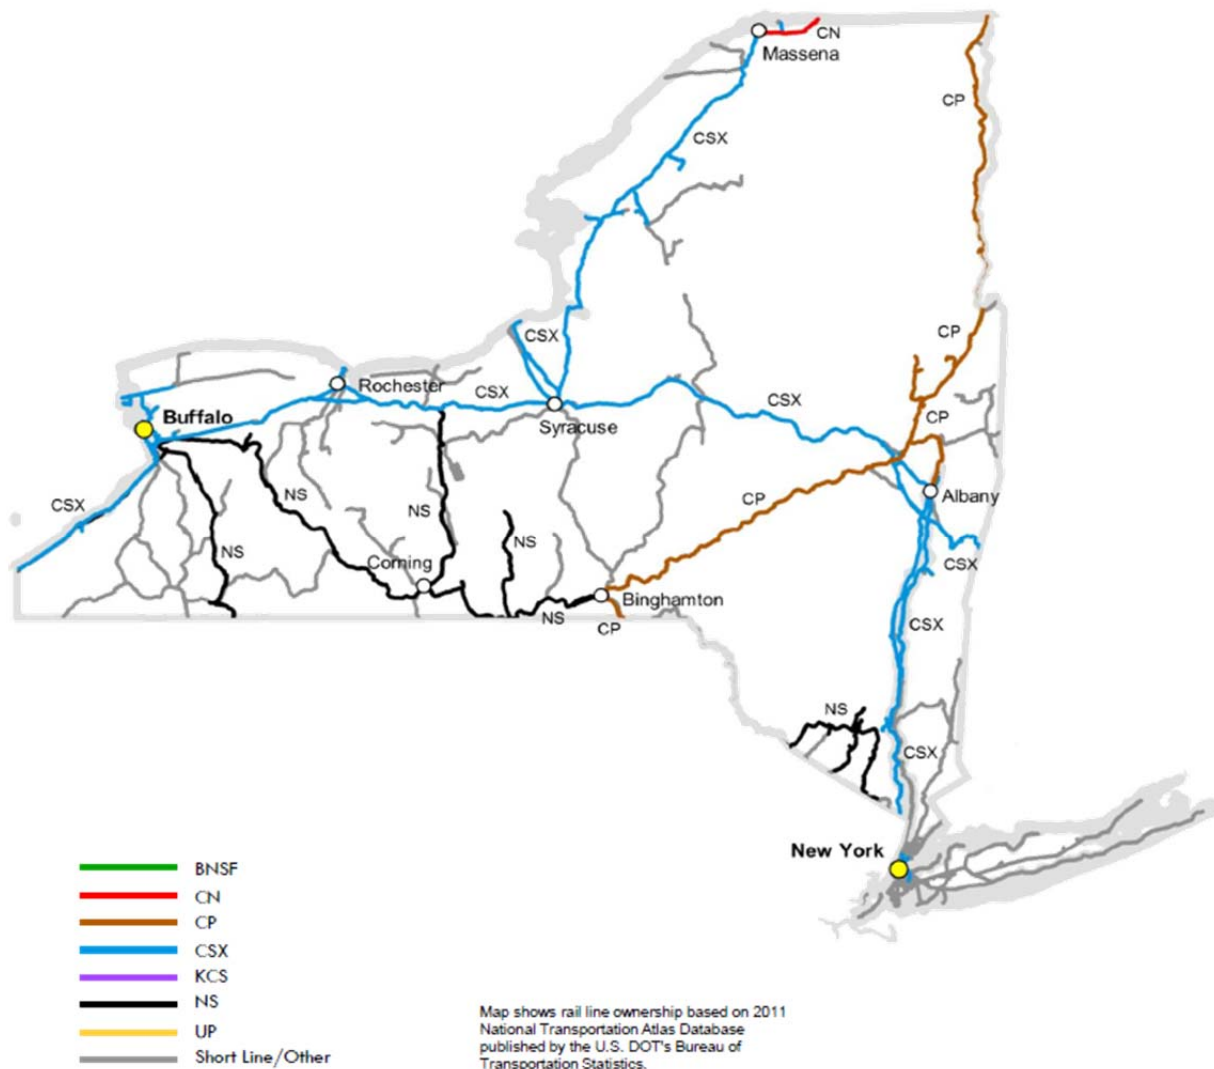 CN
Massena
CP
CSX
CSX
CP
Rochester
CSX
CSX
Buffalo
Syracuse
CP
CSX
NS
CP
Albany
NS
NS
NS
Corning
CSX
Binghamton
NS
CP
CSX
NS
CSX
New York
BNSF
CN
CP
CSX
KCS
NS
UP
Short Line/Other
Map shows rail line ownership based on 2011
National Transportation Atlas Database
published by the U.S. DOT's Bureau of
Transportation Statistics.